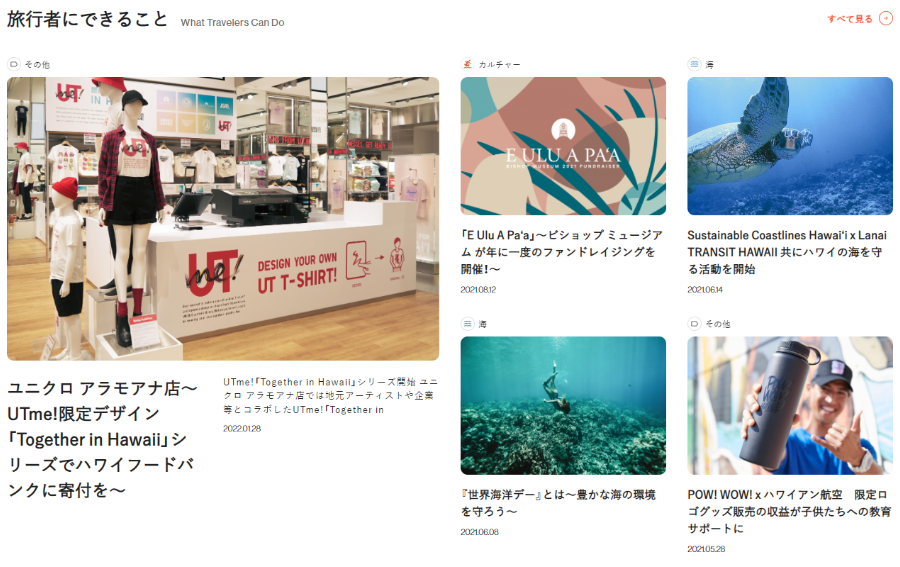 旅行者にできること
What Travelers Can Do
すべて見る
その他
UT
me!
DESIGN YOUR OWN
UT T-SHIRT!
ユニクロ アラモアナ店〜
UTme!限定デザイン
「Together in Hawaii」シ
リーズでハワイフードバ
ンクに寄付を〜
UTme!「Together in Hawaii」シリーズ開始 ユニ
クロ アラモアナ店では地元アーティストや企業
等とコラボしたUTme!「Together in
2022.01.28
カルチャー
E ULU A PAʻA
BISHOP MUSEUM 2021 FUNDRAISER
「E Ulu A Paʻa」〜ビショップ ミュージア
ム が年に一度のファンドレイジングを
開催!〜
2021.08.12
海
Sustainable Coastlines Hawaiʻi x Lanai
TRANSIT HAWAII 共にハワイの海を守
る活動を開始
2021.06.14
海
『世界海洋デー』とは〜豊かな海の環境
を守ろう〜
2021.06.08
その他
POW! WOW!
POW! WOW! x ハワイアン航空　限定ロ
ゴグッズ販売の収益が子供たちへの教育
サポートに
2021.05.28